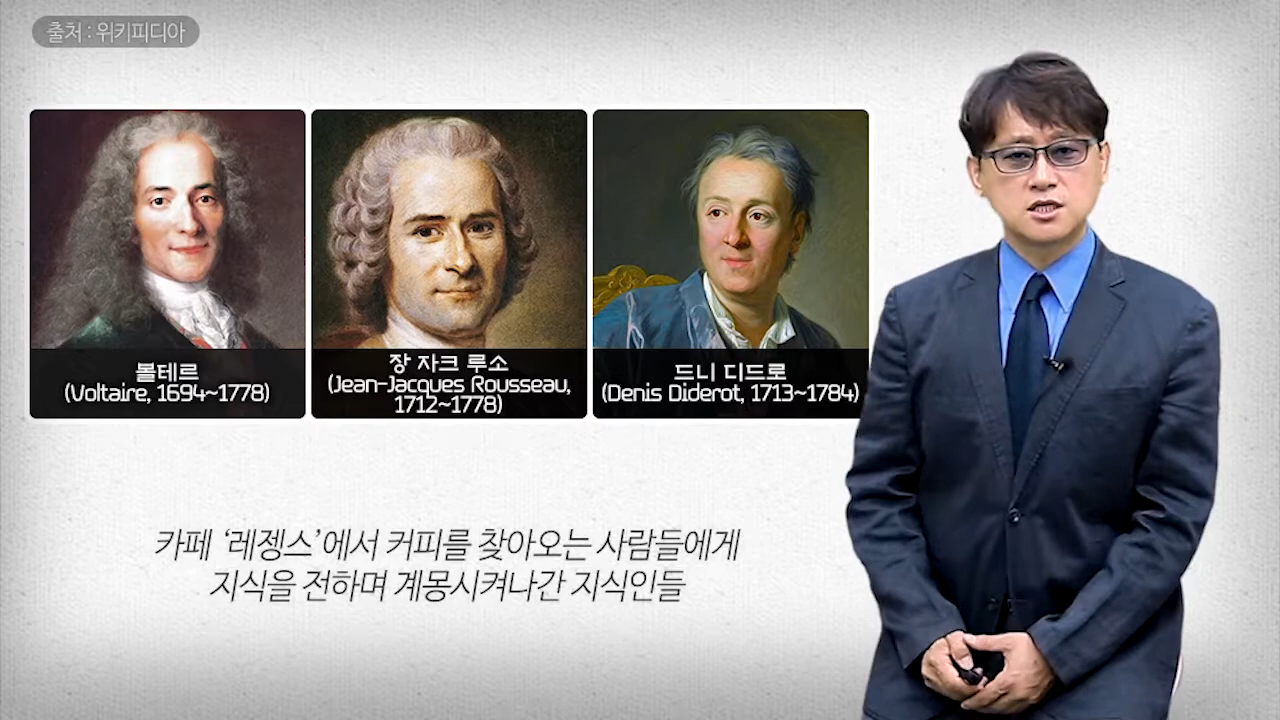 출처 : 위키피디아
볼테르
(Voltaire, 1694~1778)
장 자크 루소
(Jean-Jacques Rousseau,
1712~1778)
드니 디드로
(Denis Diderot, 1713~1784)
카페 ‘레젱스’에서 커피를 찾아오는 사람들에게
지식을 전하며 계몽시켜나간 지식인들